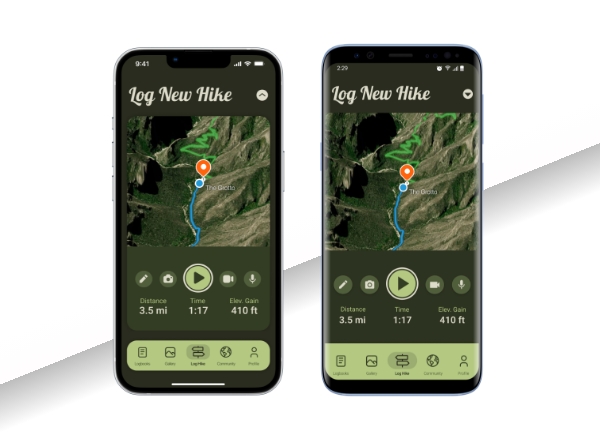 9:41
Log New Hike
The Grotto
Distance Time Elev. Gain
3.5 mi 1:17 410 ft
Logbook Gallery Log Hike Community Profile
2:29
Log New Hike
The Grotto
Distance Time Elev. Gain
3.5 mi 1:17 410 ft
Logbook Gallery Log Hike Community Profile